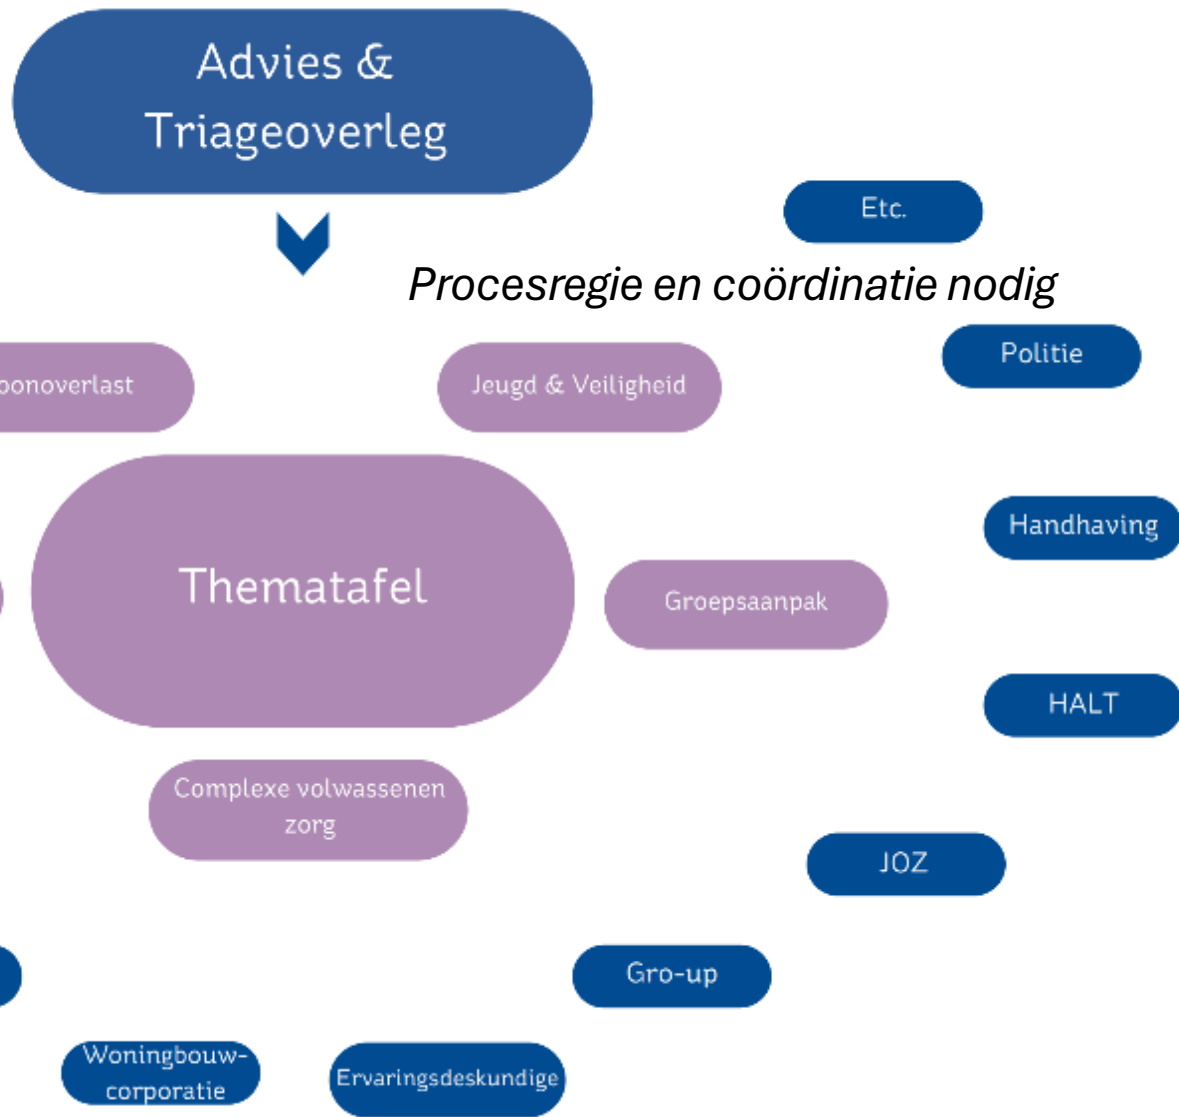 Advies &
Triageoverleg
Etc.
Procesregie en coördinatie nodig
Politie
oonoverlast
Jeugd & Veiligheid
Handhaving
Thematafel
Groepsaanpak
HALT
Complexe volwassenen
zorg
JOZ
Gro-up
Woningbouw-
corporatie
Ervaringsdeskundige